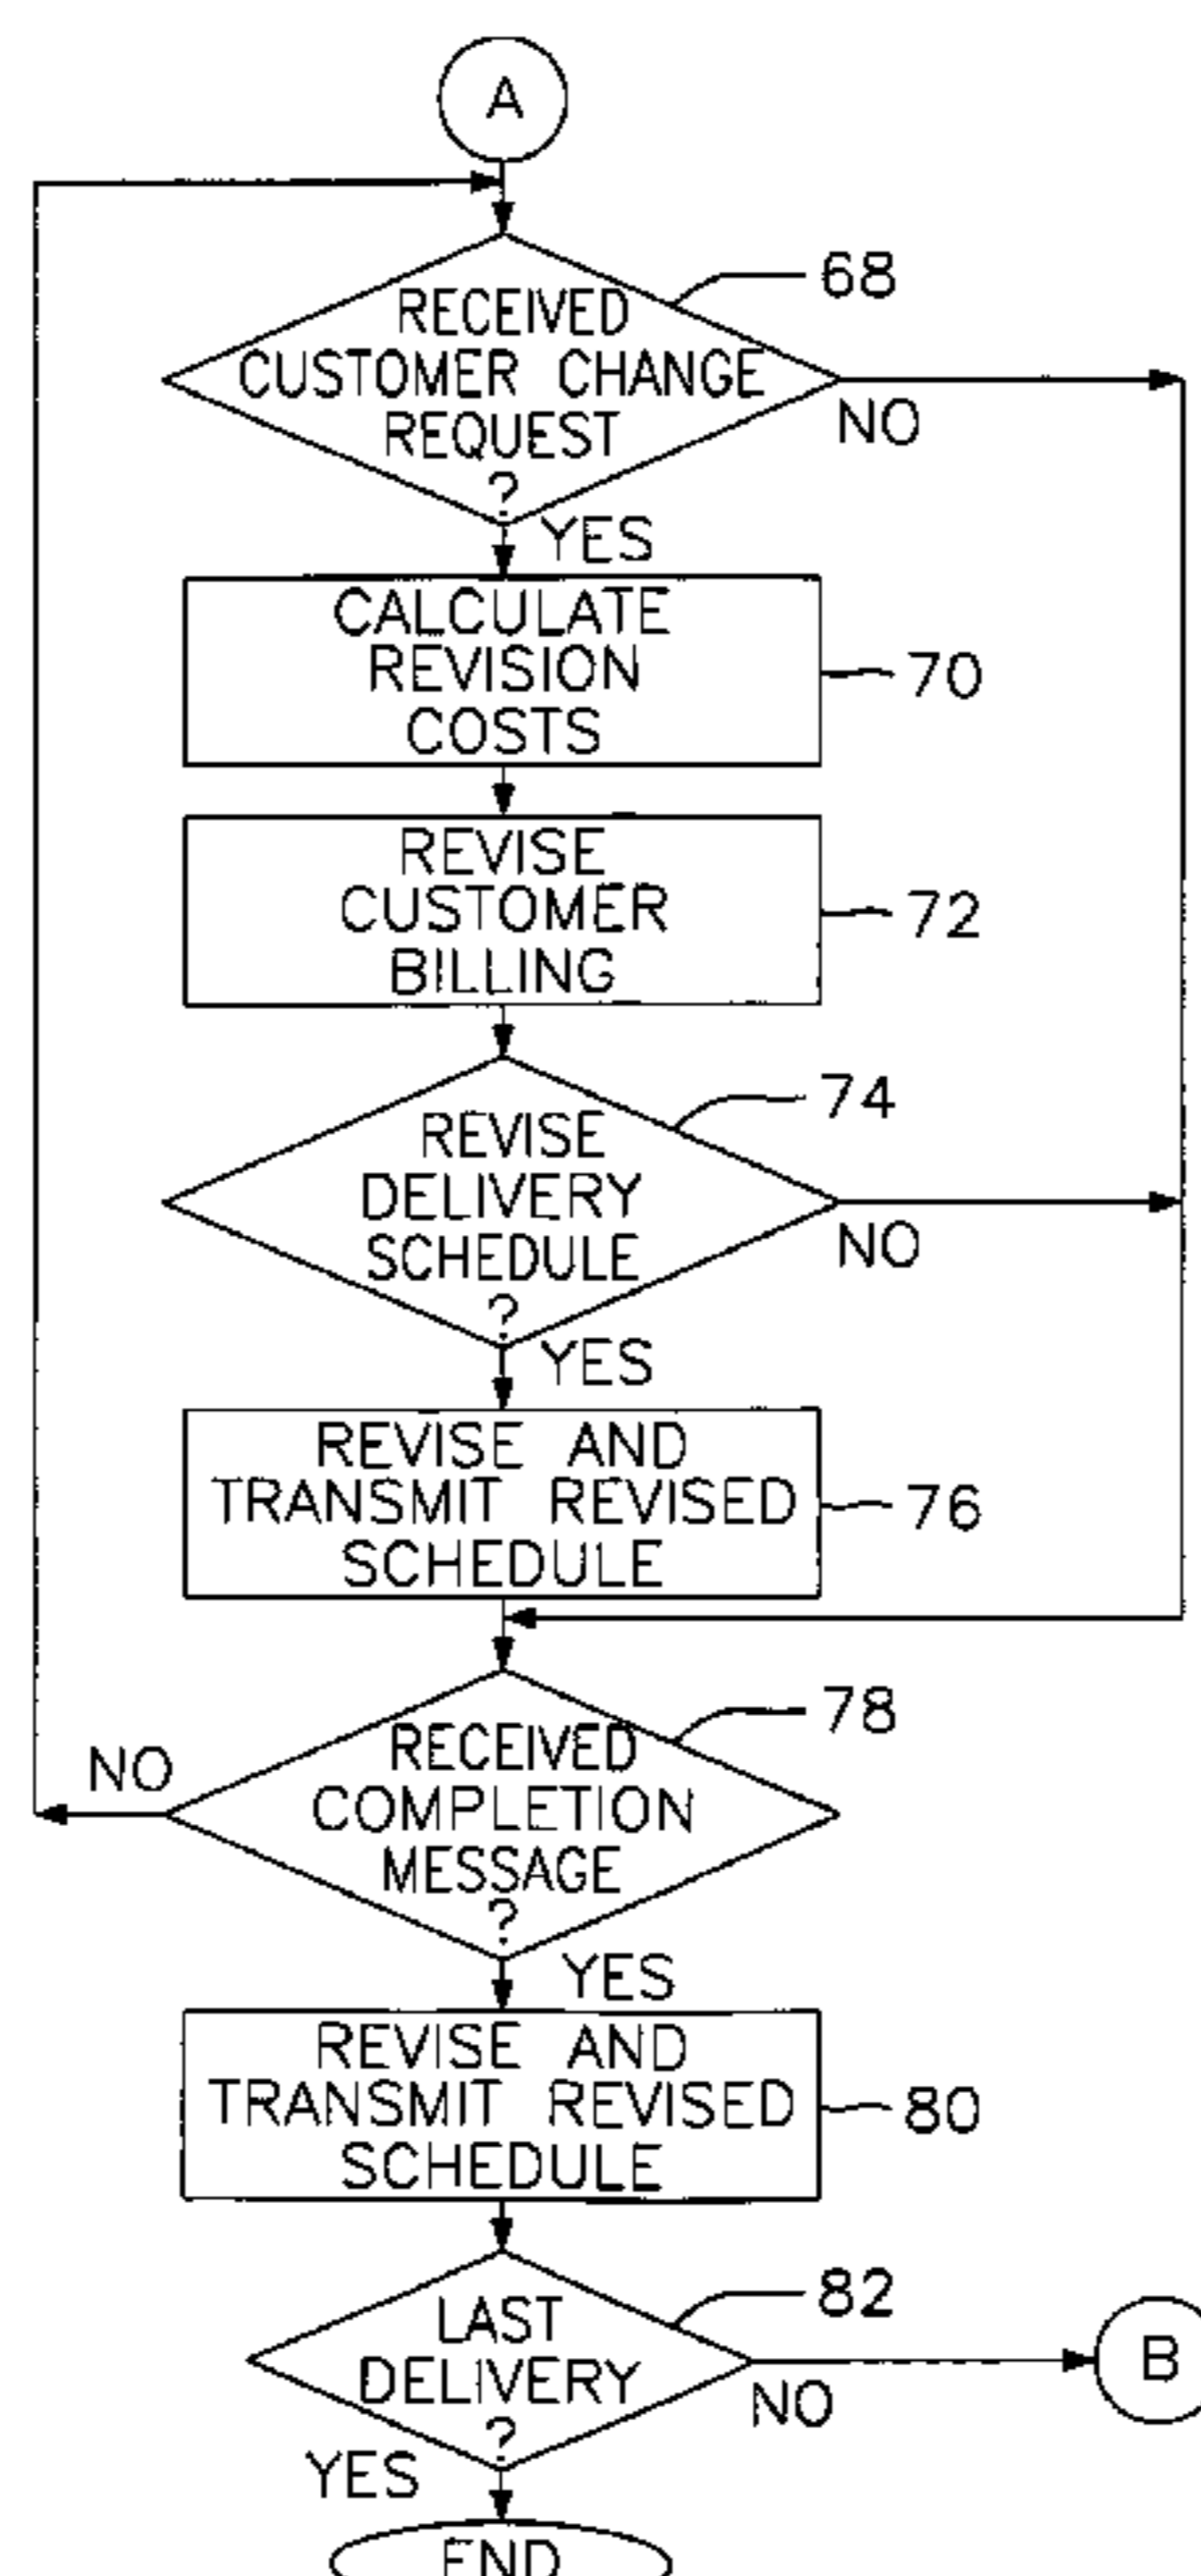 A
RECEIVED
CUSTOMER CHANGE
REQUEST
?
68
NO
YES
CALCULATE
REVISION
COSTS
70
REVISE
CUSTOMER
BILLING
72
REVISE
DELIVERY
SCHEDULE
?
74
NO
YES
REVISE AND
TRANSMIT REVISED
SCHEDULE
76
RECEIVED
COMPLETION
MESSAGE
?
78
NO
YES
REVISE AND
TRANSMIT REVISED
SCHEDULE
80
LAST
DELIVERY
?
82
NO
B
YES
END